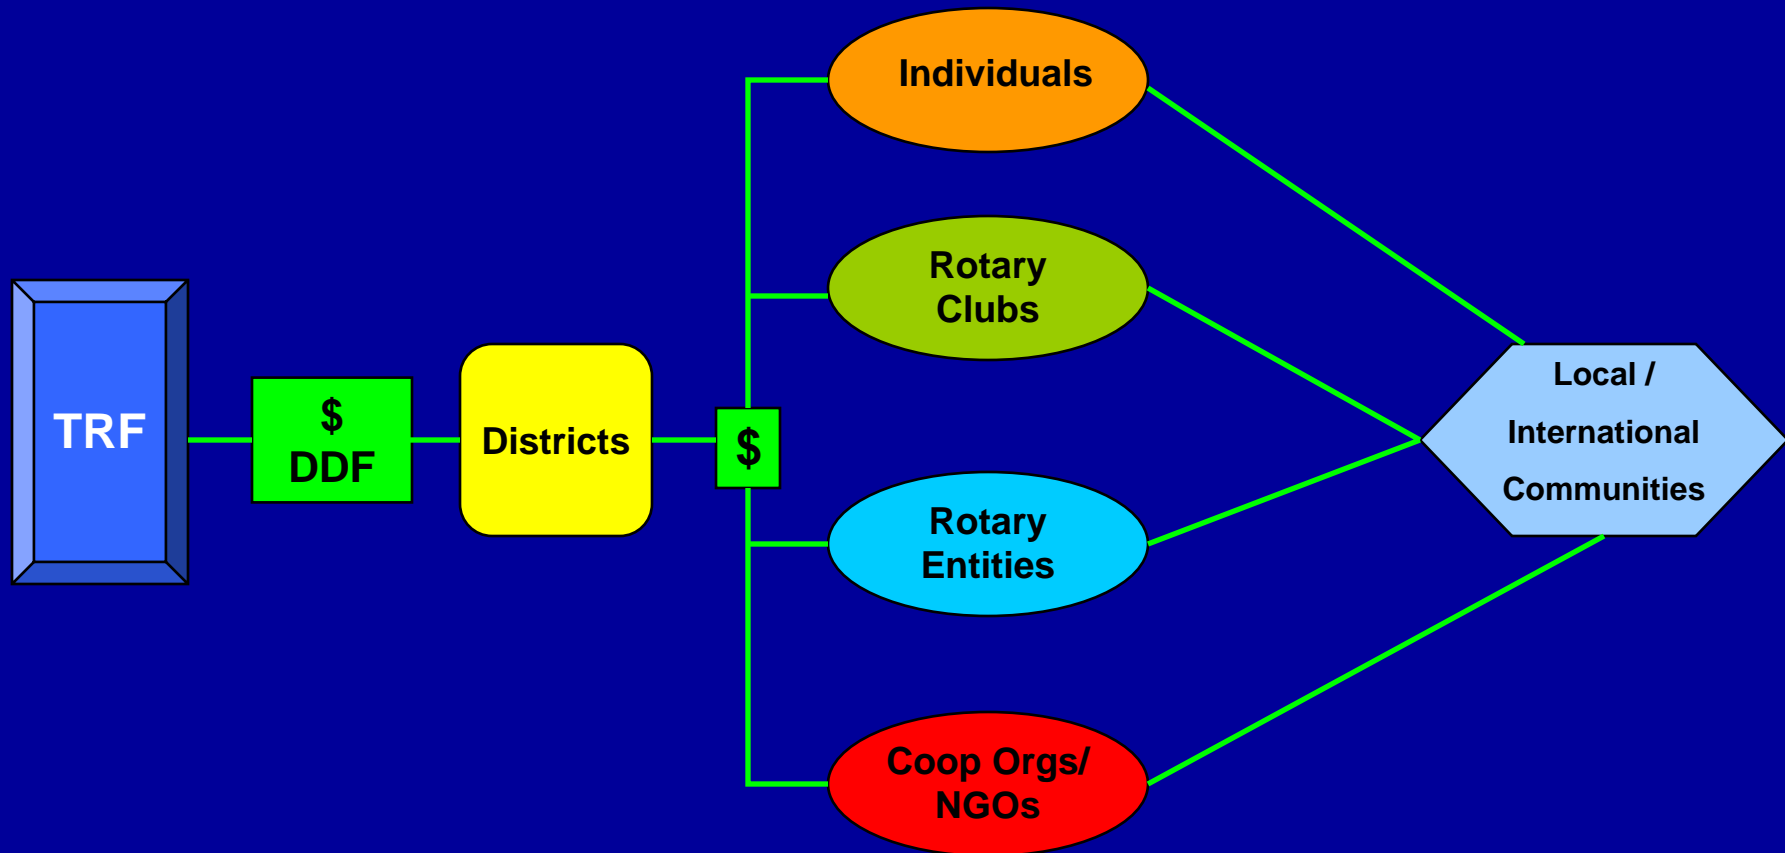 TRF
$
DDF
Districts
$
Individuals
Rotary
Clubs
Rotary
Entities
Coop Orgs/
NGOs
Local /
International
Communities